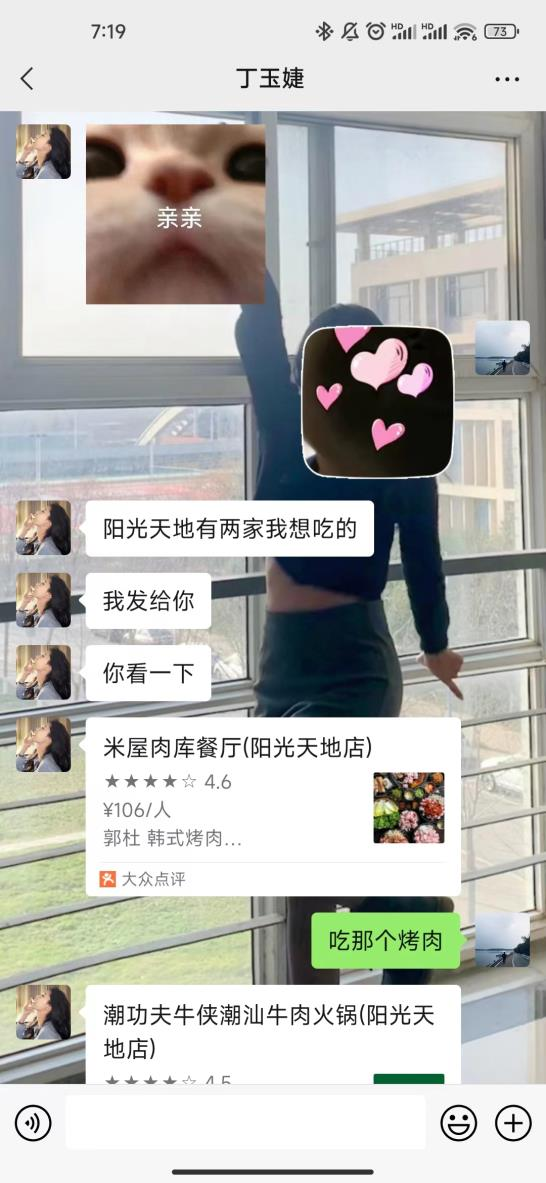 7:19
HD HD 6 73
丁玉婕
亲亲
阳光天地有两家我想吃的
我发给你
你看一下
米屋肉库餐厅(阳光天地店)
★★★★☆ 4.6
¥106/人
郭杜 韩式烤肉...
大众点评
吃那个烤肉
潮功夫牛侠潮汕牛肉火锅(阳光天
地店)
★★★★☆ 4.5